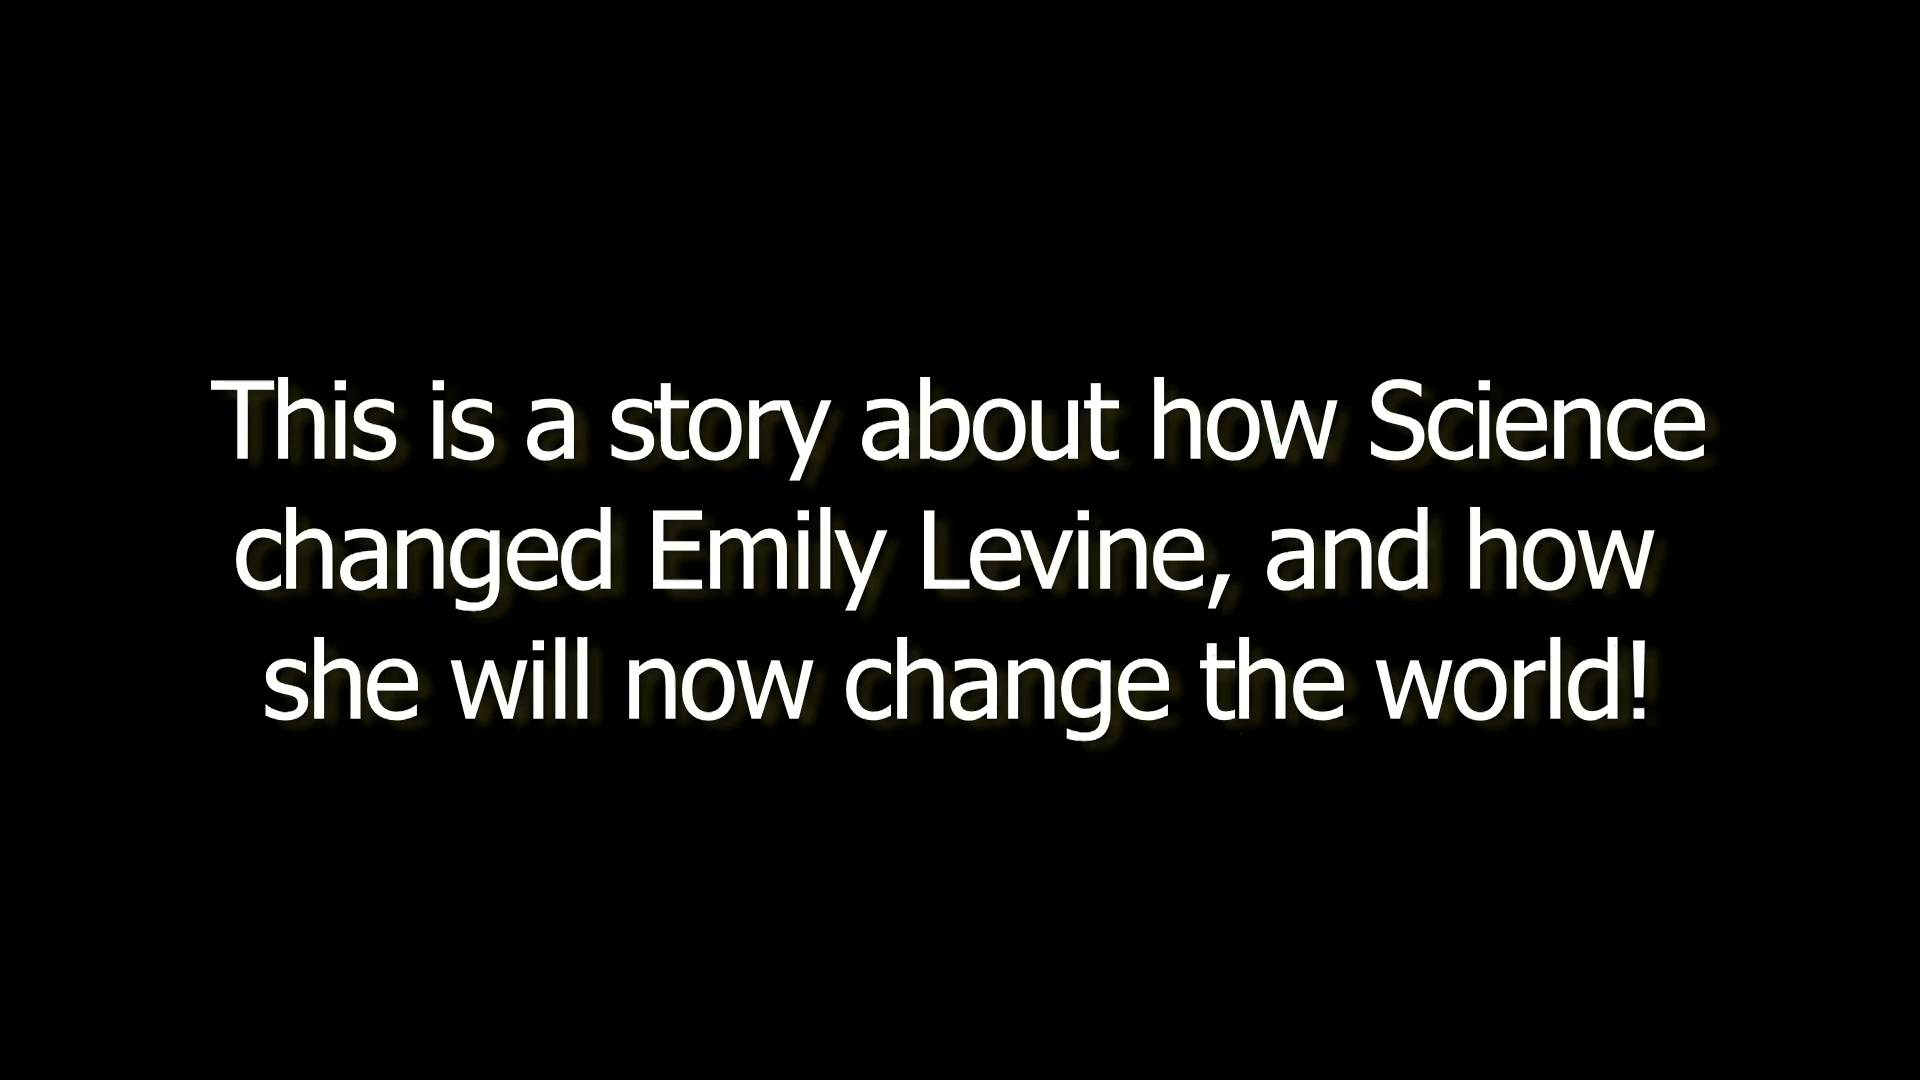 This is a story about how Science
changed Emily Levine, and how
she will now change the world!